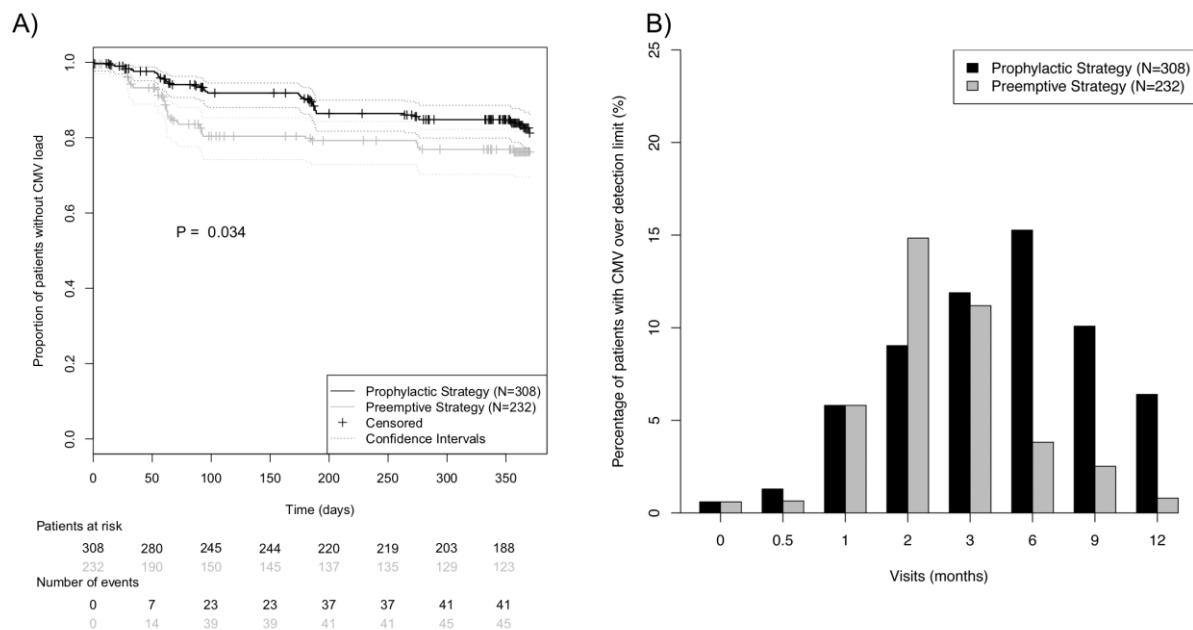 A)
Proportion of patients without CMV load
1.0
0.8
0.6
0.4
0.2
0.0
P = 0.034
Prophylactic Strategy (N=308)
Preemptive Strategy (N=232)
Censored
Confidence Intervals
0 50 100 150 200 250 300 350
Time (days)
Patients at risk
308 280 245 244 220 219 203 188
232 190 150 145 137 135 129 123
Number of events
0 7 23 23 37 37 41 41
0 14 39 39 41 41 45 45
B)
Percentage of patients with CMV over detection limit (%)
25
20
15
10
5
0
Prophylactic Strategy (N=308)
Preemptive Strategy (N=232)
0 0.5 1 2 3 6 9 12
Visits (months)